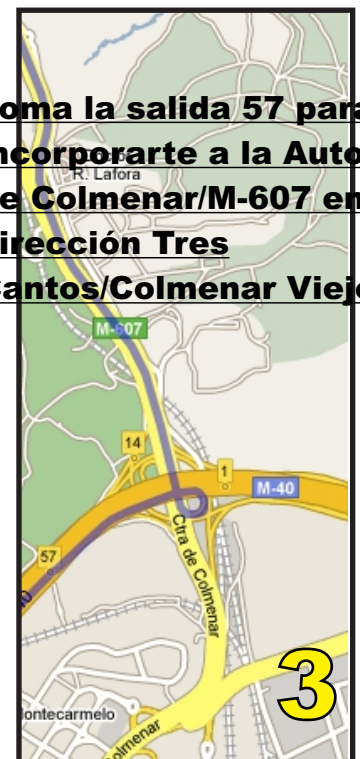 oma la salida 57 para
ncorporarte a la Auto
e Colmenar/M-607 en
irección Tres
Cantos/Colmenar Viejo
R. Lafora
M-607
14
1
M-40
57
Ctra de Colmenar
3
ontecarmelo
olmenar